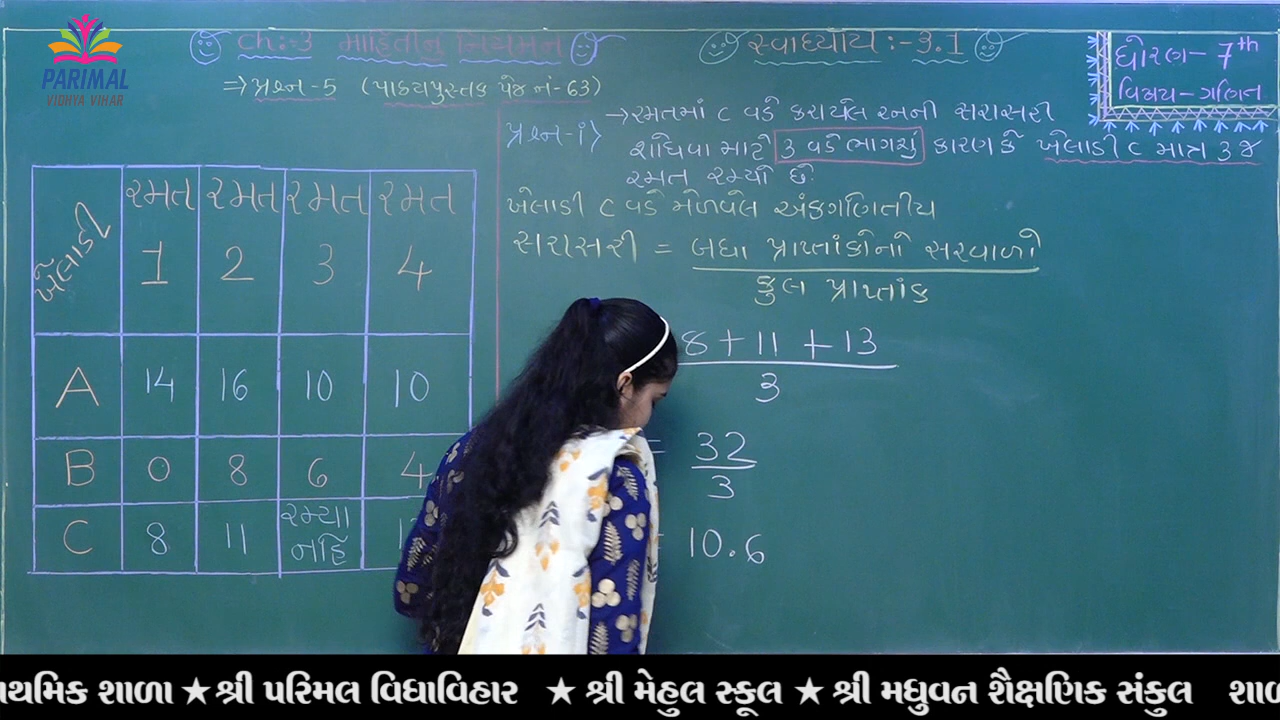 PARIMAL
VIDHYA VIHAR
Ch:-3 માહિતીનું નિયમન
સ્વાધ્યાય :- 3.1
ધોરણ - 7th
વિષય - ગણિત
⇒ પ્રશ્ન-5 (પાઠ્યપુસ્તક પેજ નં-63)
પ્રશ્ન-i) → રમતમાં C વડે કરાયેલ રનની સરાસરી
શોધવા માટે 3 વડે ભાગશું કારણ કે ખેલાડી C માત્ર 3 જ
રમત રમ્યો છે
ખેલાડી C વડે મેળવેલ અંકગણિતીય
સરાસરી = બધા પ્રાપ્તાંકોનો સરવાળો
કુલ પ્રાપ્તાંક
8 + 11 + 13
3
= 32
3
= 10.6
ખેલાડી રમત 1 રમત 2 રમત 3 રમત 4
A 14 16 10 10
B 0 8 6 4
C 8 11 રમ્યા નહિ
ાથમિક શાળા ★ શ્રી પરિમલ વિધાવિહાર ★ શ્રી મેહુલ સ્કૂલ ★ શ્રી મધુવન શૈક્ષણિક સંકુલ શાળ